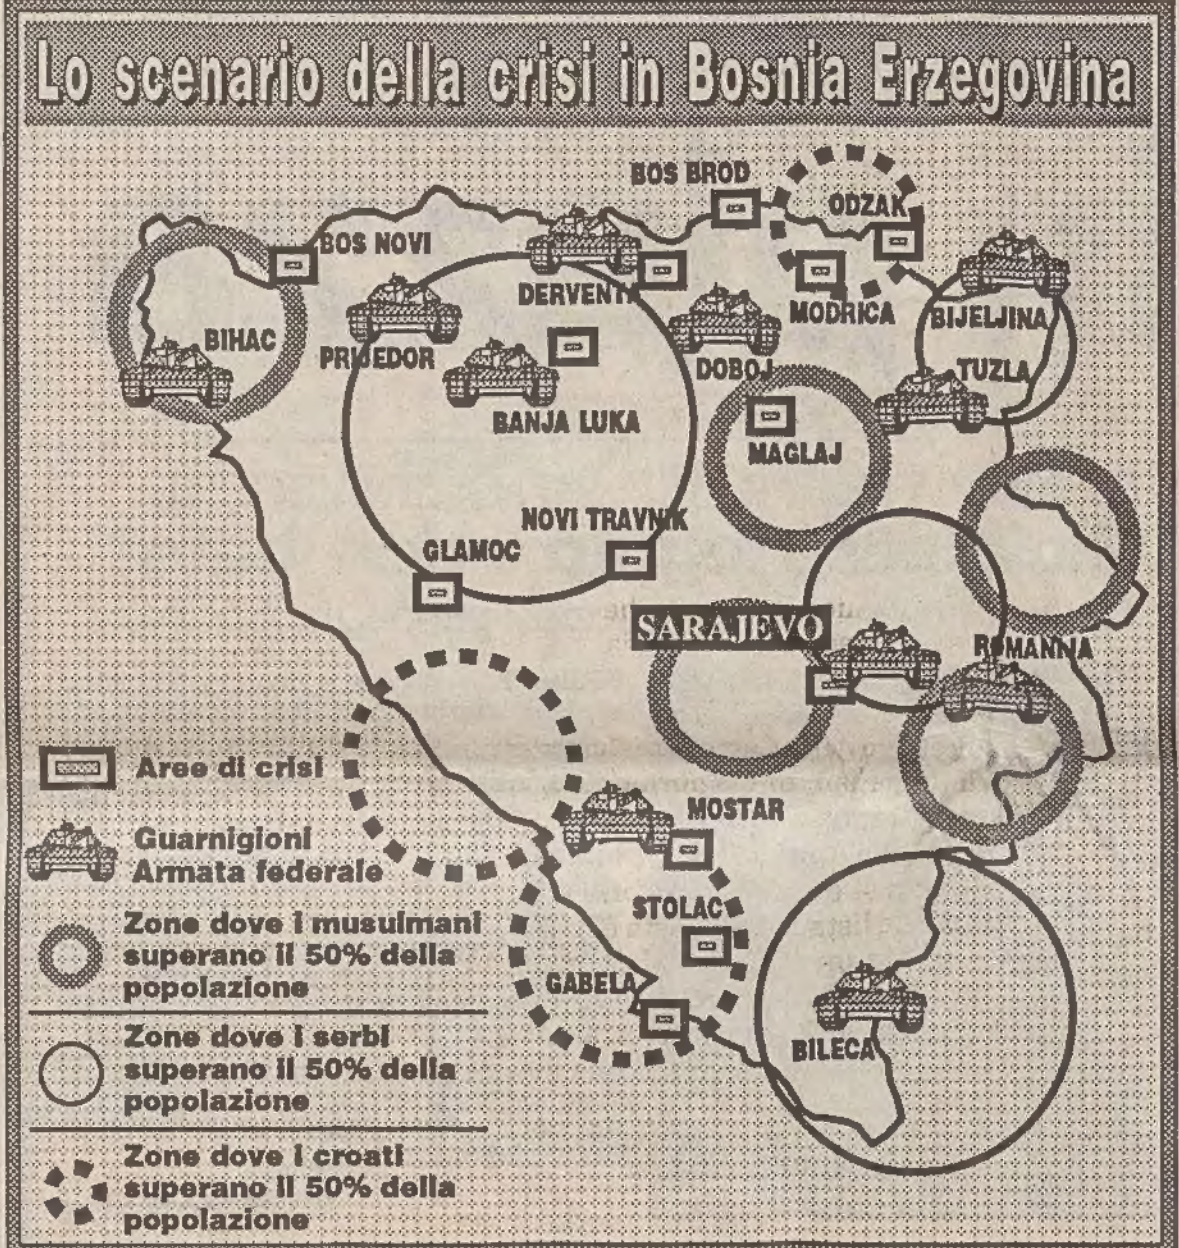 Lo scenario della crisi in Bosnia Erzegovina
BOS BROD
ODZAK
BOS NOVI
DERVENTA
MODRICA
BIJELJINA
BIHAC
PRIJEDOR
DOBOJ
TUZLA
BANJA LUKA
MAGLAJ
NOVI TRAVNIK
GLAMOC
SARAJEVO
ROMANNJA
MOSTAR
STOLAC
GABELA
BILECA
Aree di crisi
Guarnigioni
Armata federale
Zone dove i musulmani
superano il 50% della
popolazione
Zone dove i serbi
superano il 50% della
popolazione
Zone dove i croati
superano il 50% della
popolazione